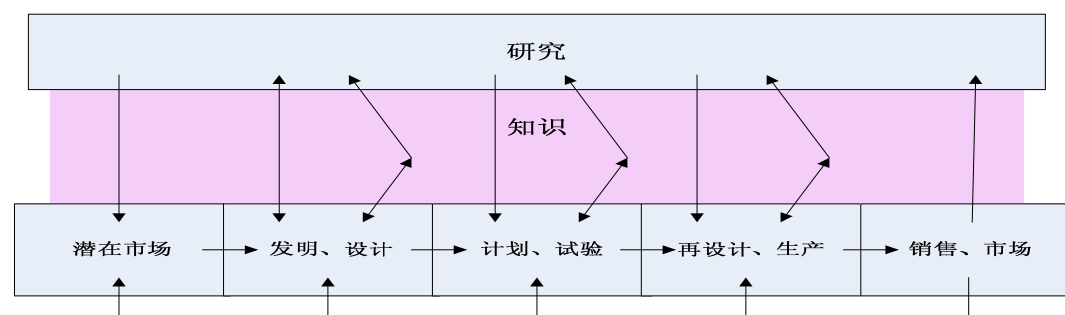 研究
知识
潜在市场
发明、设计
计划、试验
再设计、生产
销售、市场